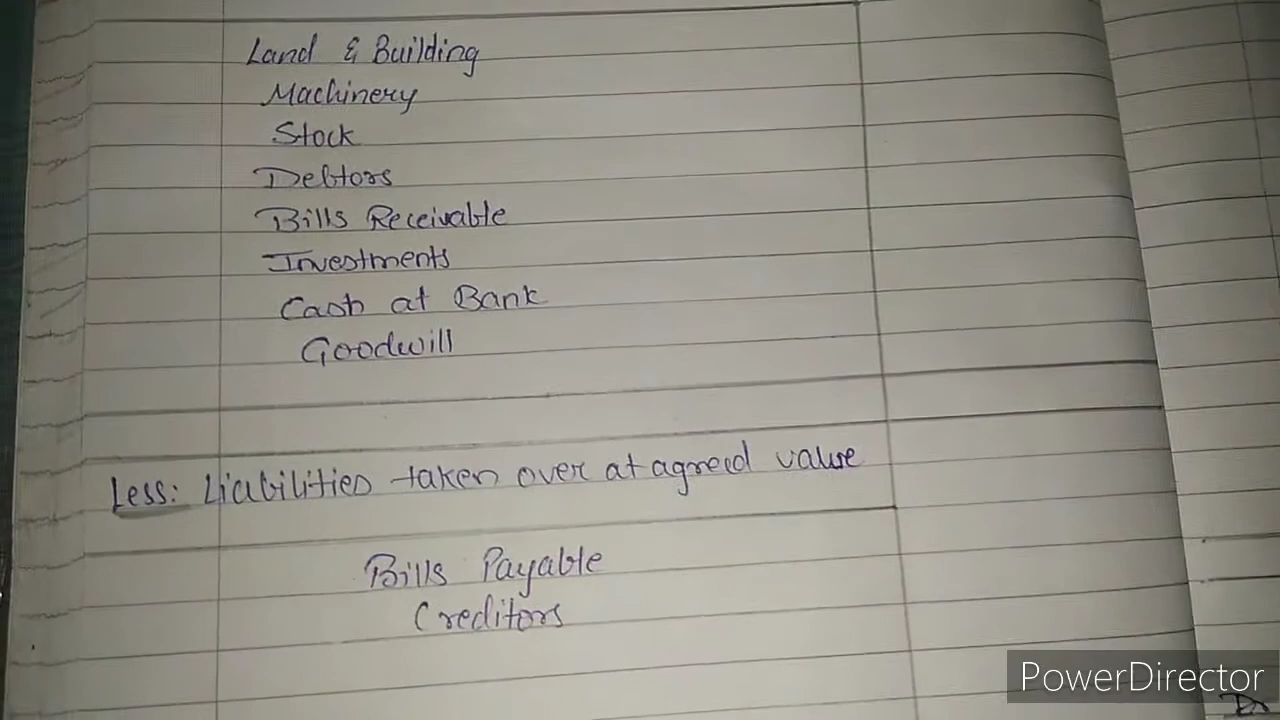 Land & Building
Machinery
Stock
Debtors
Bills Receivable
Investments
Cash at Bank
Goodwill
Less: Liabilities taken over at agreed value
Bills Payable
Creditors
PowerDirector